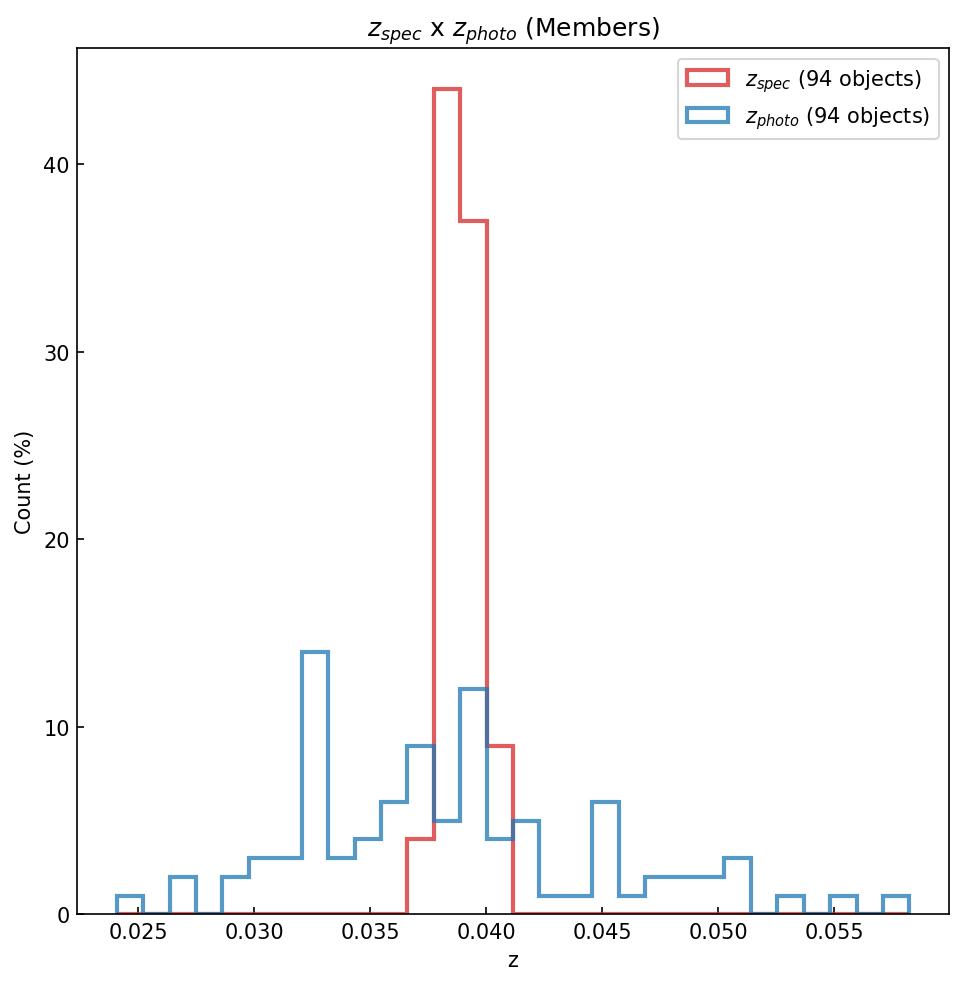 z_spec x z_photo (Members)
z_spec (94 objects)
z_photo (94 objects)
Count (%)
40
30
20
10
0
0.025 0.030 0.035 0.040 0.045 0.050 0.055
z